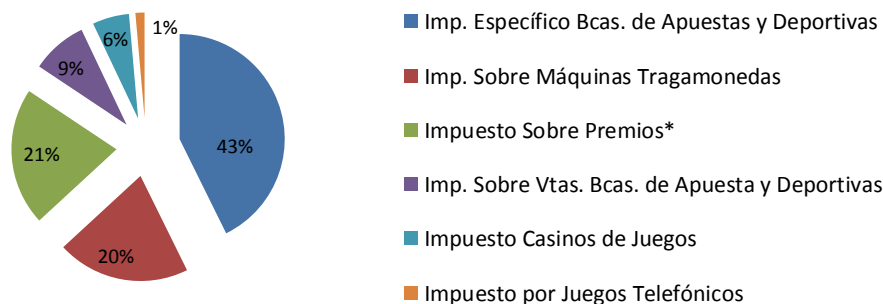 1%
6%
9%
43%
21%
20%
Imp. Específico Bcas. de Apuestas y Deportivas
Imp. Sobre Máquinas Tragamonedas
Impuesto Sobre Premios*
Imp. Sobre Vtas. Bcas. de Apuesta y Deportivas
Impuesto Casinos de Juegos
Impuesto por Juegos Telefónicos